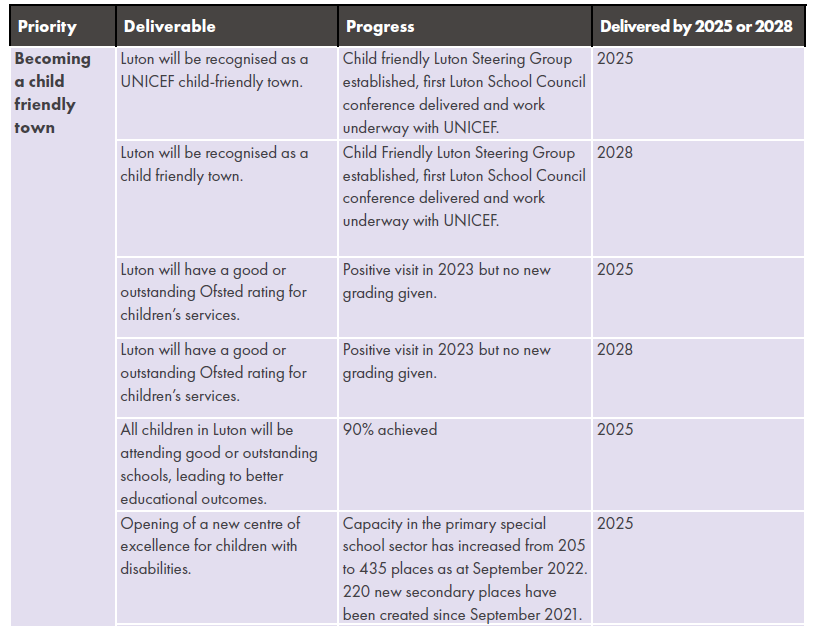 Priority
Deliverable
Progress
Delivered by 2025 or 2028
Becoming
a child
friendly
town
Luton will be recognised as a
UNICEF child-friendly town.
Child friendly Luton Steering Group
established, first Luton School Council
conference delivered and work
underway with UNICEF.
2025
Luton will be recognised as a
child friendly town.
Child Friendly Luton Steering Group
established, first Luton School Council
conference delivered and work
underway with UNICEF.
2028
Luton will have a good or
outstanding Ofsted rating for
children’s services.
Positive visit in 2023 but no new
grading given.
2025
Luton will have a good or
outstanding Ofsted rating for
children’s services.
Positive visit in 2023 but no new
grading given.
2028
All children in Luton will be
attending good or outstanding
schools, leading to better
educational outcomes.
90% achieved
2025
Opening of a new centre of
excellence for children with
disabilities.
Capacity in the primary special
school sector has increased from 205
to 435 places as at September 2022.
220 new secondary places have
been created since September 2021.
2025